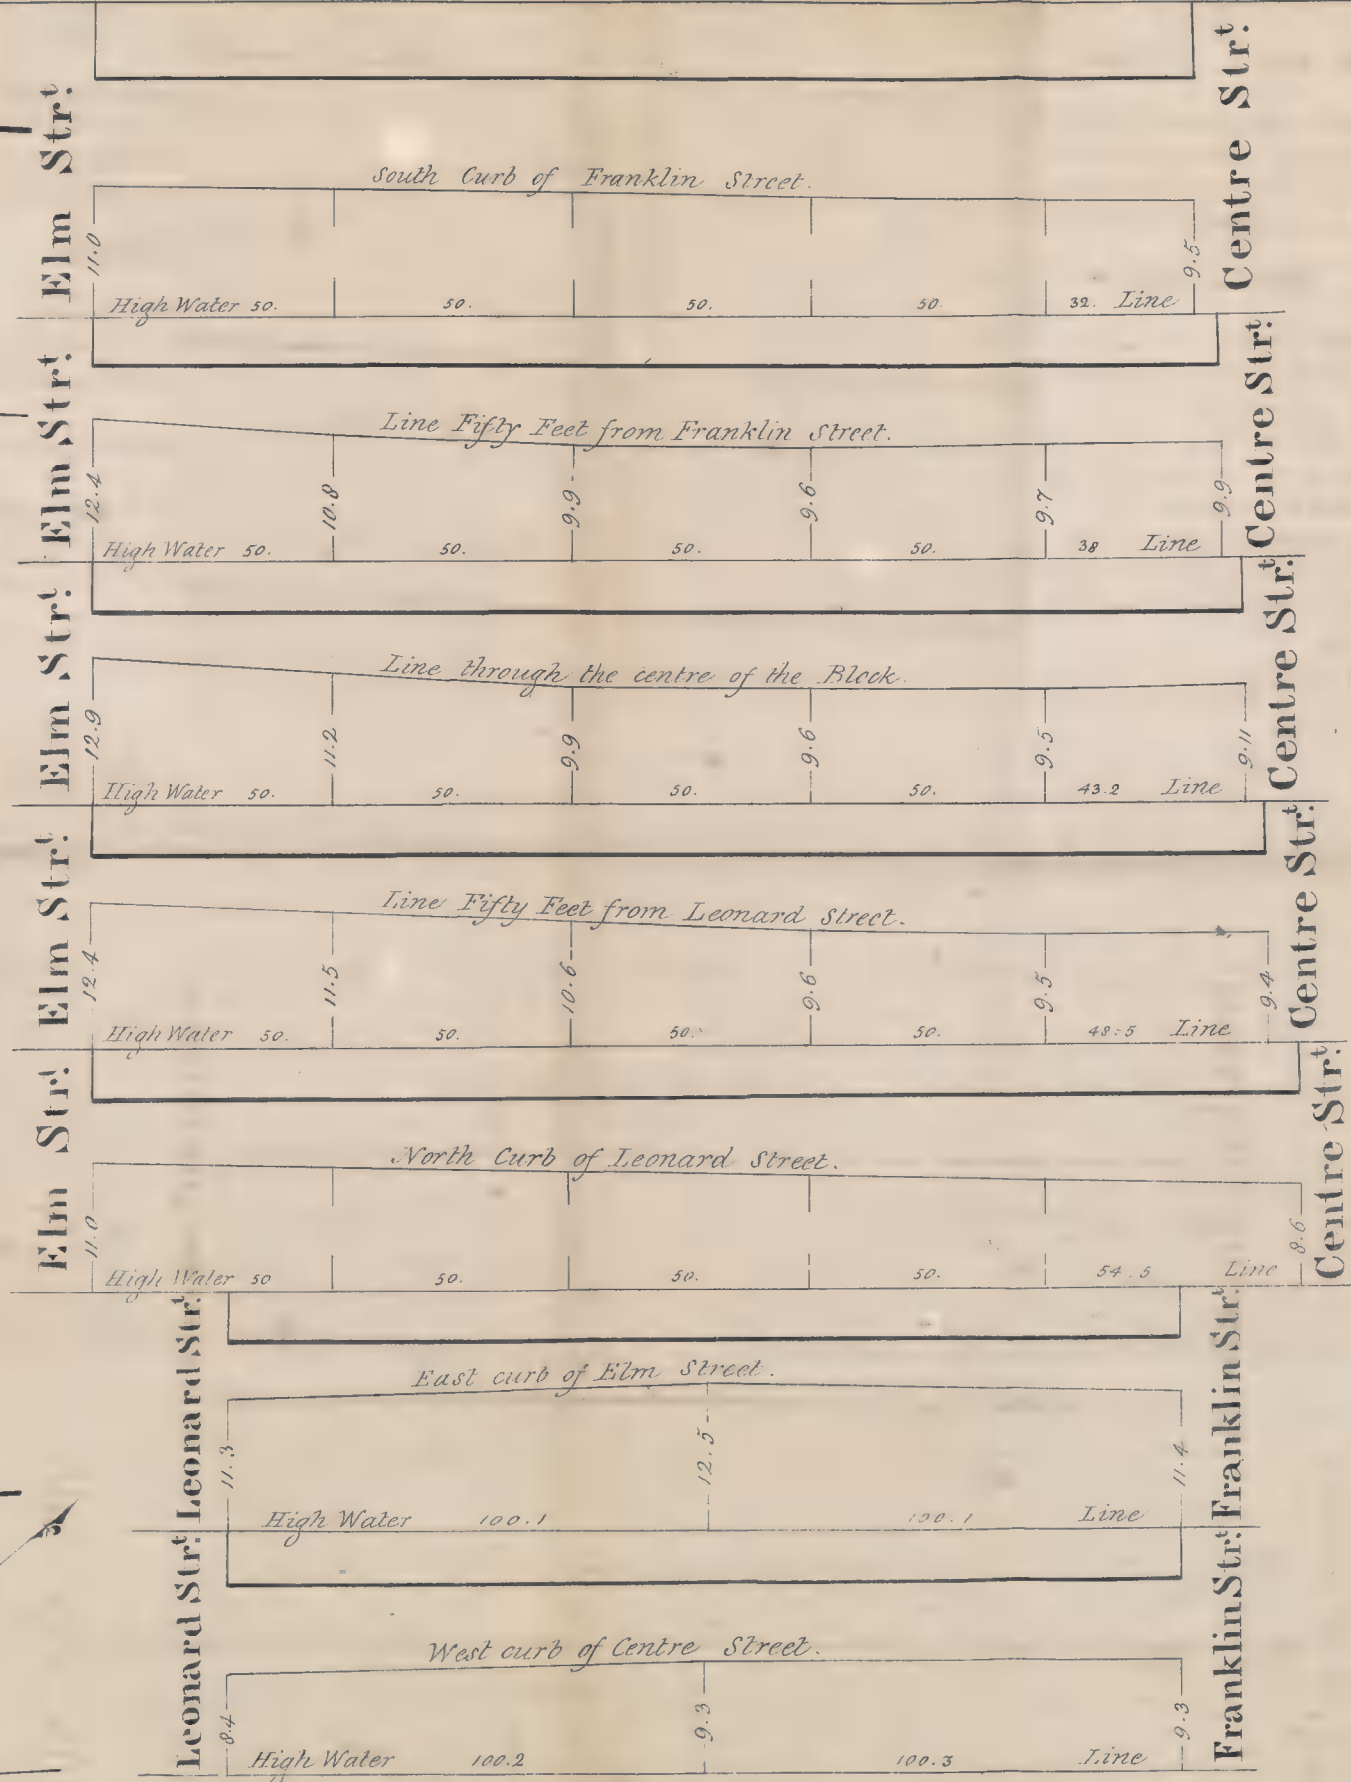 South Curb of Franklin Street.
Elm Str.t
11.0
High Water 50. 50. 50. 50. 32. Line
9.5
Centre Str.t
Line Fifty Feet from Franklin Street.
Elm Str.t
12.4
10.8
9.9
9.6
9.7
9.9
High Water 50. 50. 50. 50. 38 Line
Centre Str.t
Line through the centre of the Block.
Elm Str.t
12.9
11.2
9.9
9.6
9.5
9.11
High Water 50. 50. 50. 50. 43.2 Line
Centre Str.t
Line Fifty Feet from Leonard Street.
Elm Str.t
12.4
11.5
10.6
9.6
9.5
9.4
High Water 50. 50. 50. 50. 48.5 Line
Centre Str.t
North Curb of Leonard Street.
Elm Str.t
11.0
High Water 50 50. 50. 50. 54.5 Line
8.6
Centre Str.t
East curb of Elm Street.
Leonard Str.t
11.3
12.5
11.4
High Water 100.1 100.1 Line
Franklin Str.t
West curb of Centre Street.
Leonard Str.t
8.4
9.3
9.3
High Water 100.2 100.3 Line
Franklin Str.t